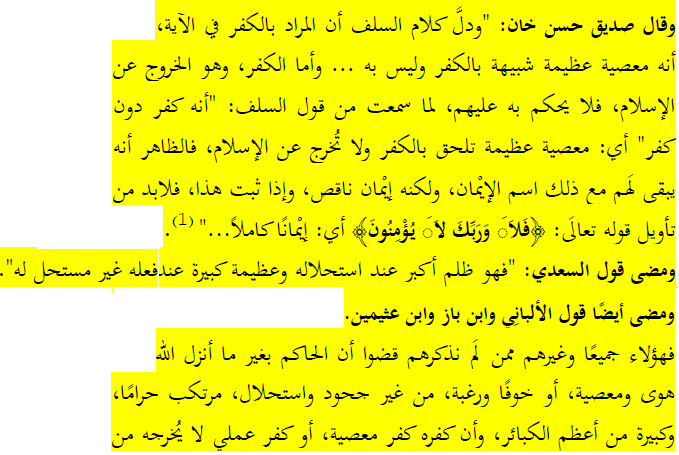 وقال صديق حسن خان: "ودلَّ كلام السلف أن المراد بالكفر في الآية،
أنه معصية عظيمة شبيهة بالكفر وليس به ... وأما الكفر، وهو الخروج عن
الإسلام، فلا يحكم به عليهم، لما سمعت من قول السلف: "أنه كفر دون
كفر" أي: معصية عظيمة تلحق بالكفر ولا تُخرج عن الإسلام، فالظاهر أنه
يبقى لَهم مع ذلك اسم الإيْمان، ولكنه إيْمان ناقص، وإذا ثبت هذا، فلابد من
تأويل قوله تعالَى: ﴿فَلاَ وَرَبِّكَ لاَ يُؤْمِنُونَ﴾ أي: إيْمانًا كاملاً..." (1).
ومضى قول السعدي: "فهو ظلم أكبر عند استحلاله وعظيمة كبيرة عندفعله غير مستحل له".
ومضى أيضًا قول الألبانِي وابن باز وابن عثيمين.
فهؤلاء جميعًا وغيرهم ممن لَم نذكرهم قضوا أن الحاكم بغير ما أنزل الله
هوى ومعصية، أو خوفًا ورغبة، من غير جحود واستحلال، مرتكب حرامًا،
وكبيرة من أعظم الكبائر، وأن كفره كفر معصية، أو كفر عملي لا يُخرجه من